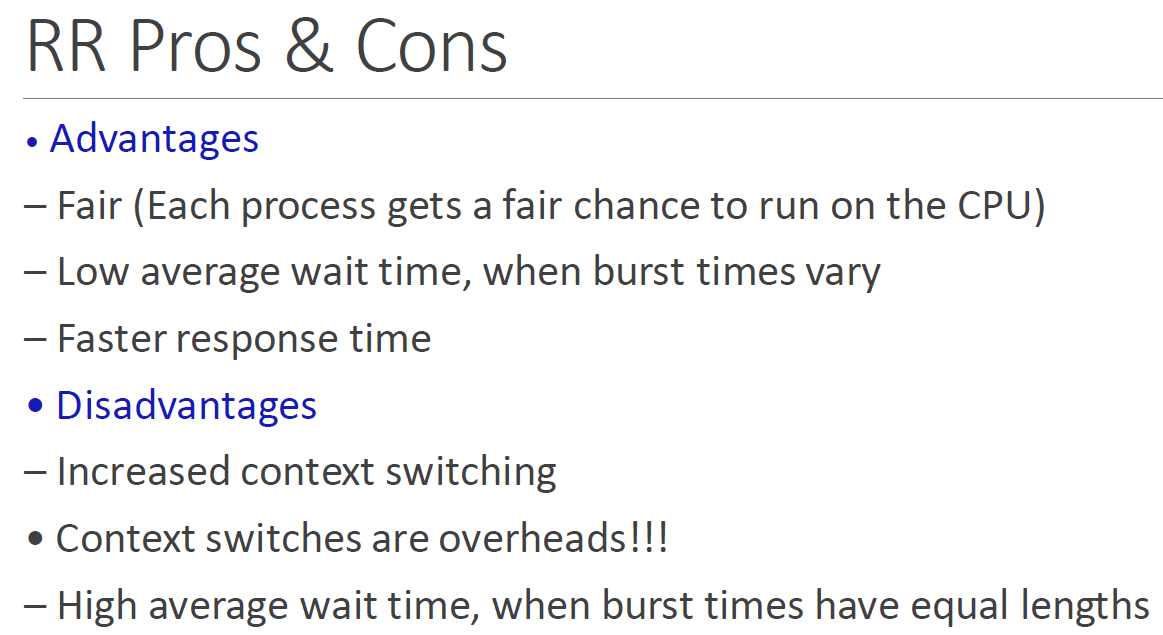 RR Pros & Cons
• Advantages
– Fair (Each process gets a fair chance to run on the CPU)
– Low average wait time, when burst times vary
– Faster response time
• Disadvantages
– Increased context switching
• Context switches are overheads!!!
– High average wait time, when burst times have equal lengths